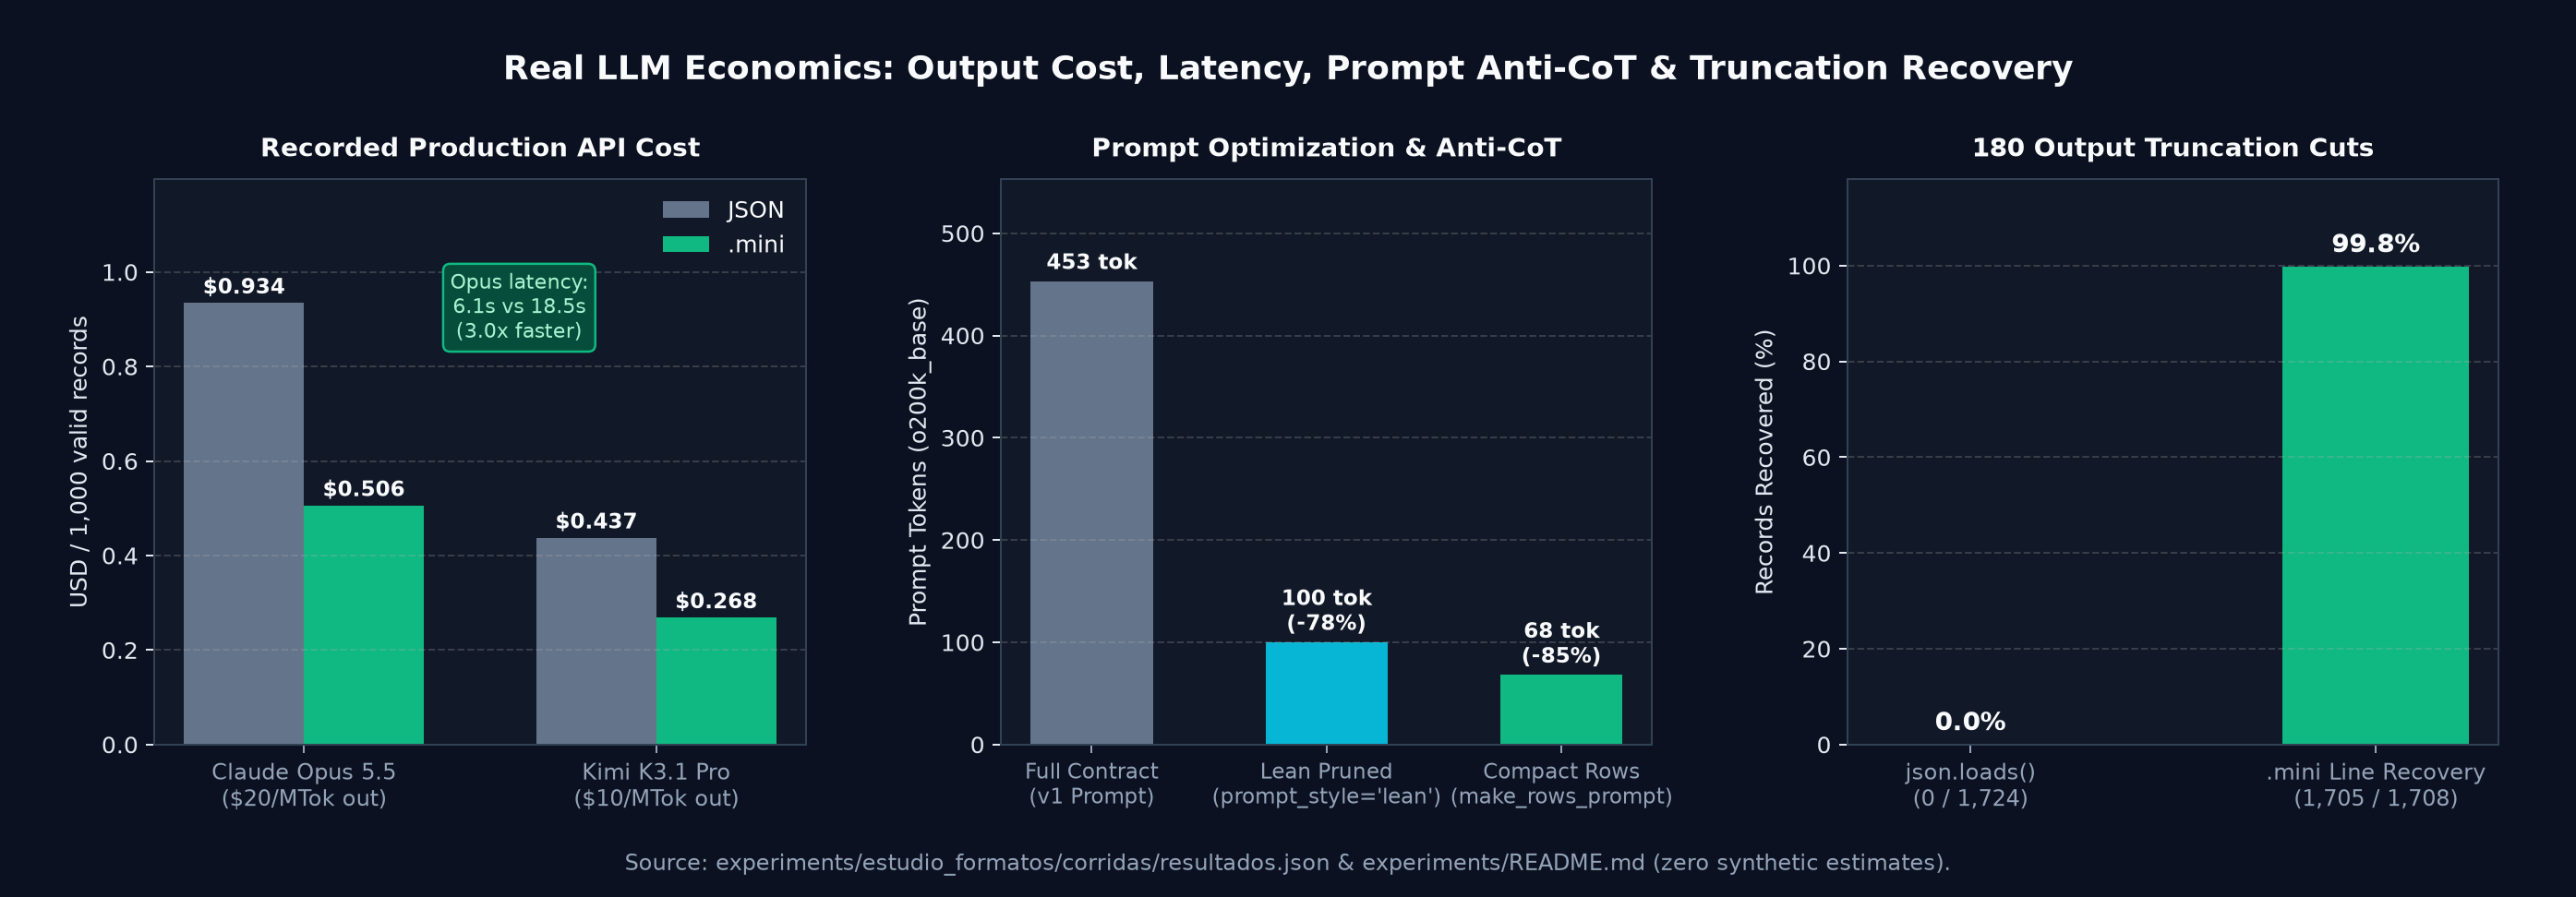 Real LLM Economics: Output Cost, Latency, Prompt Anti-CoT & Truncation Recovery
Recorded Production API Cost
USD / 1,000 valid records
1.0
0.8
0.6
0.4
0.2
0.0
JSON
.mini
Opus latency:
6.1s vs 18.5s
(3.0x faster)
$0.934
$0.506
$0.437
$0.268
Claude Opus 5.5
($20/MTok out)
Kimi K3.1 Pro
($10/MTok out)
Prompt Optimization & Anti-CoT
Prompt Tokens (o200k_base)
500
400
300
200
100
0
453 tok
100 tok
(-78%)
68 tok
(-85%)
Full Contract
(v1 Prompt)
Lean Pruned
(prompt_style='lean')
Compact Rows
(make_rows_prompt)
180 Output Truncation Cuts
Records Recovered (%)
100
80
60
40
20
0
0.0%
99.8%
json.loads()
(0 / 1,724)
.mini Line Recovery
(1,705 / 1,708)
Source: experiments/estudio_formatos/corridas/resultados.json & experiments/README.md (zero synthetic estimates).